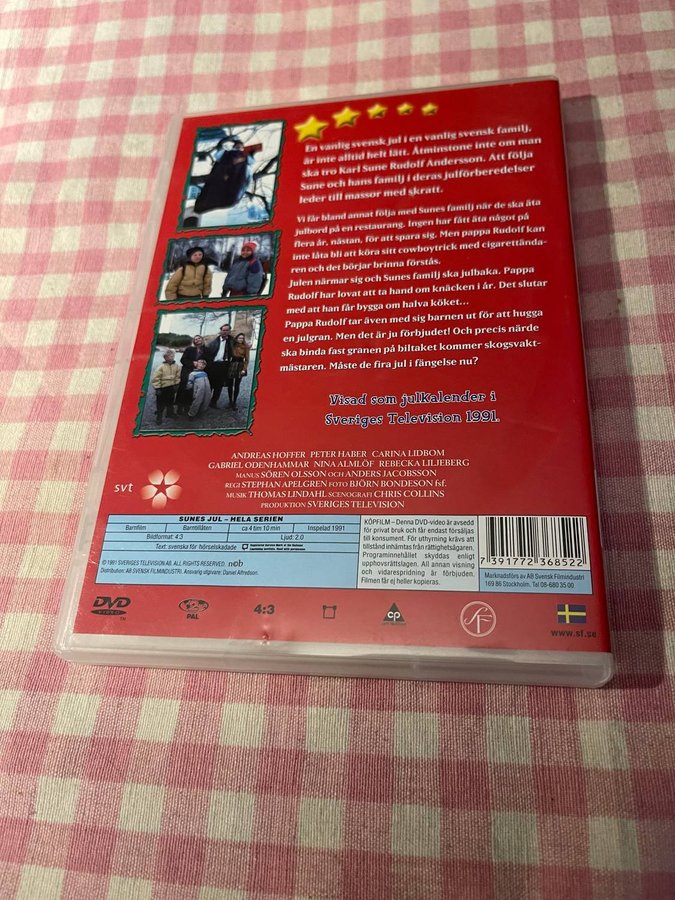 En vanlig svensk jul i en vanlig svensk familj,
är inte alltid helt lätt. Åtminstone inte om man
ska tro Karl Sune Rudolf Andersson. Att följa
Sune och hans familj i deras julförberedelser
leder till massor med skratt.
Vi får bland annat följa med Sunes familj när de ska äta
julbord på en restaurang. Ingen har fått äta något på
flera år, nästan, för att spara sig. Men pappa Rudolf kan
inte låta bli att köra sitt cowboytrick med cigarettända-
ren och det börjar brinna förstås.
Julen närmar sig och Sunes familj ska julbaka. Pappa
Rudolf har lovat att ta hand om knäcken i år. Det slutar
med att han får bygga om halva köket...
Pappa Rudolf tar även med sig barnen ut för att hugga
en julgran. Men det är ju förbjudet! Och precis närde
ska binda fast granen på biltaket kommer skogsvakt-
mästaren. Måste de fira jul i fängelse nu?
Visad som julkalender i
Sveriges Television 1991.
ANDREAS HOFFER PETER HABER CARINA LIDBOM
GABRIEL ODENHAMMAR NINA ALMLÖF REBECKA LILJEBERG
MANUS SÖREN OLSSON OCH ANDERS JACOBSSON
REGI STEPHAN APELGREN FOTO BJÖRN BONDESON fsf.
MUSIK THOMAS LINDAHL SCENOGRAFI CHRIS COLLINS
PRODUKTION SVERIGES TELEVISION
svt
SUNES JUL – HELA SERIEN
Barnfilm Barntillåten ca 4 tim 10 min Inspelad 1991
Bildformat: 4:3 Ljud: 2.0
Text: svenska för hörselskadade
© 1991 SVERIGES TELEVISION AB. ALL RIGHTS RESERVED. ncb
Distribution: AB SVENSK FILMINDUSTRI. Ansvarig utgivare: Daniel Alfredson.
KÖPFILM – Denna DVD-video är avsedd
för privat bruk och får endast försäljas
till konsument. För uthyrning krävs att
tillstånd inhämtas från rättighetsägaren.
Programinnehållet skyddas enligt
upphovsrättslagen. All annan visning
och vidarespridning är förbjuden.
Filmen får ej heller kopieras.
7 391772 368522
Marknadsförs av AB Svensk Filmindustri
169 86 Stockholm. Tel 08-680 35 00
DVD
VIDEO
TM
2
PAL
4:3
cp
SF
www.sf.se